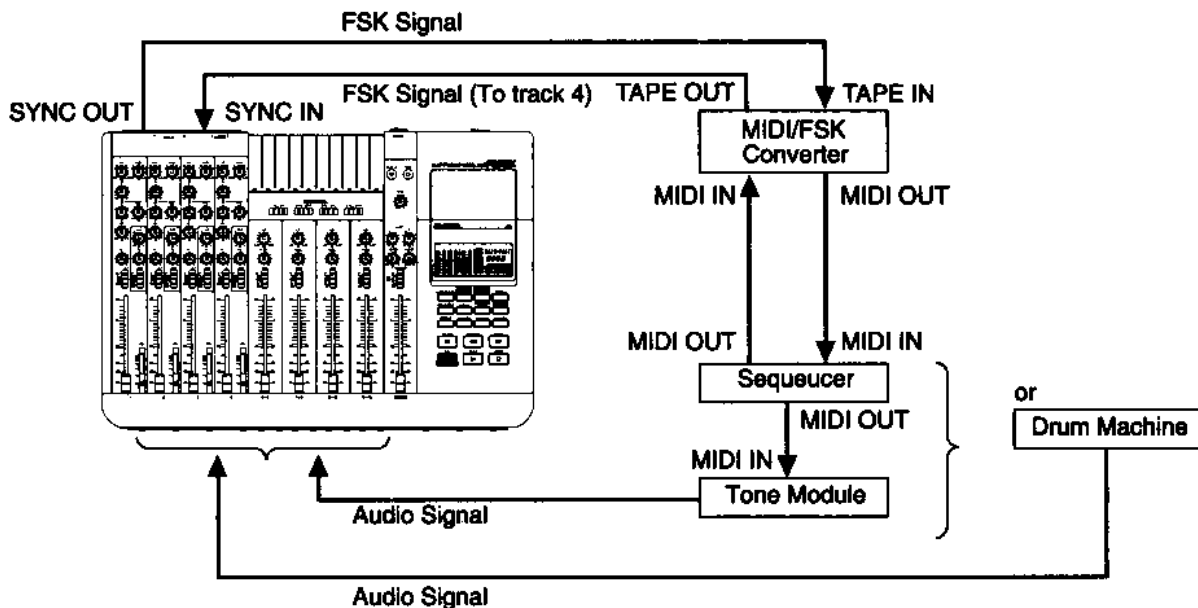 FSK Signal
FSK Signal (To track 4)
TAPE OUT
TAPE IN
SYNC OUT
SYNC IN
MIDI/FSK
Converter
MIDI IN
MIDI OUT
MIDI OUT
MIDI IN
Sequeucer
or
MIDI OUT
Drum Machine
MIDI IN
Tone Module
Audio Signal
Audio Signal